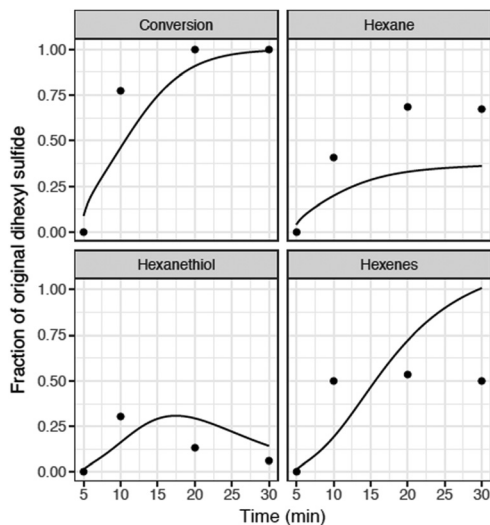 Conversion
Hexane
1.00
0.75
0.50
0.25
0.00
Hexanethiol
Hexenes
1.00
0.75
0.50
0.25
0.00
5 10 15 20 25 30
5 10 15 20 25 30
Time (min)
Fraction of original dihexyl sulfide